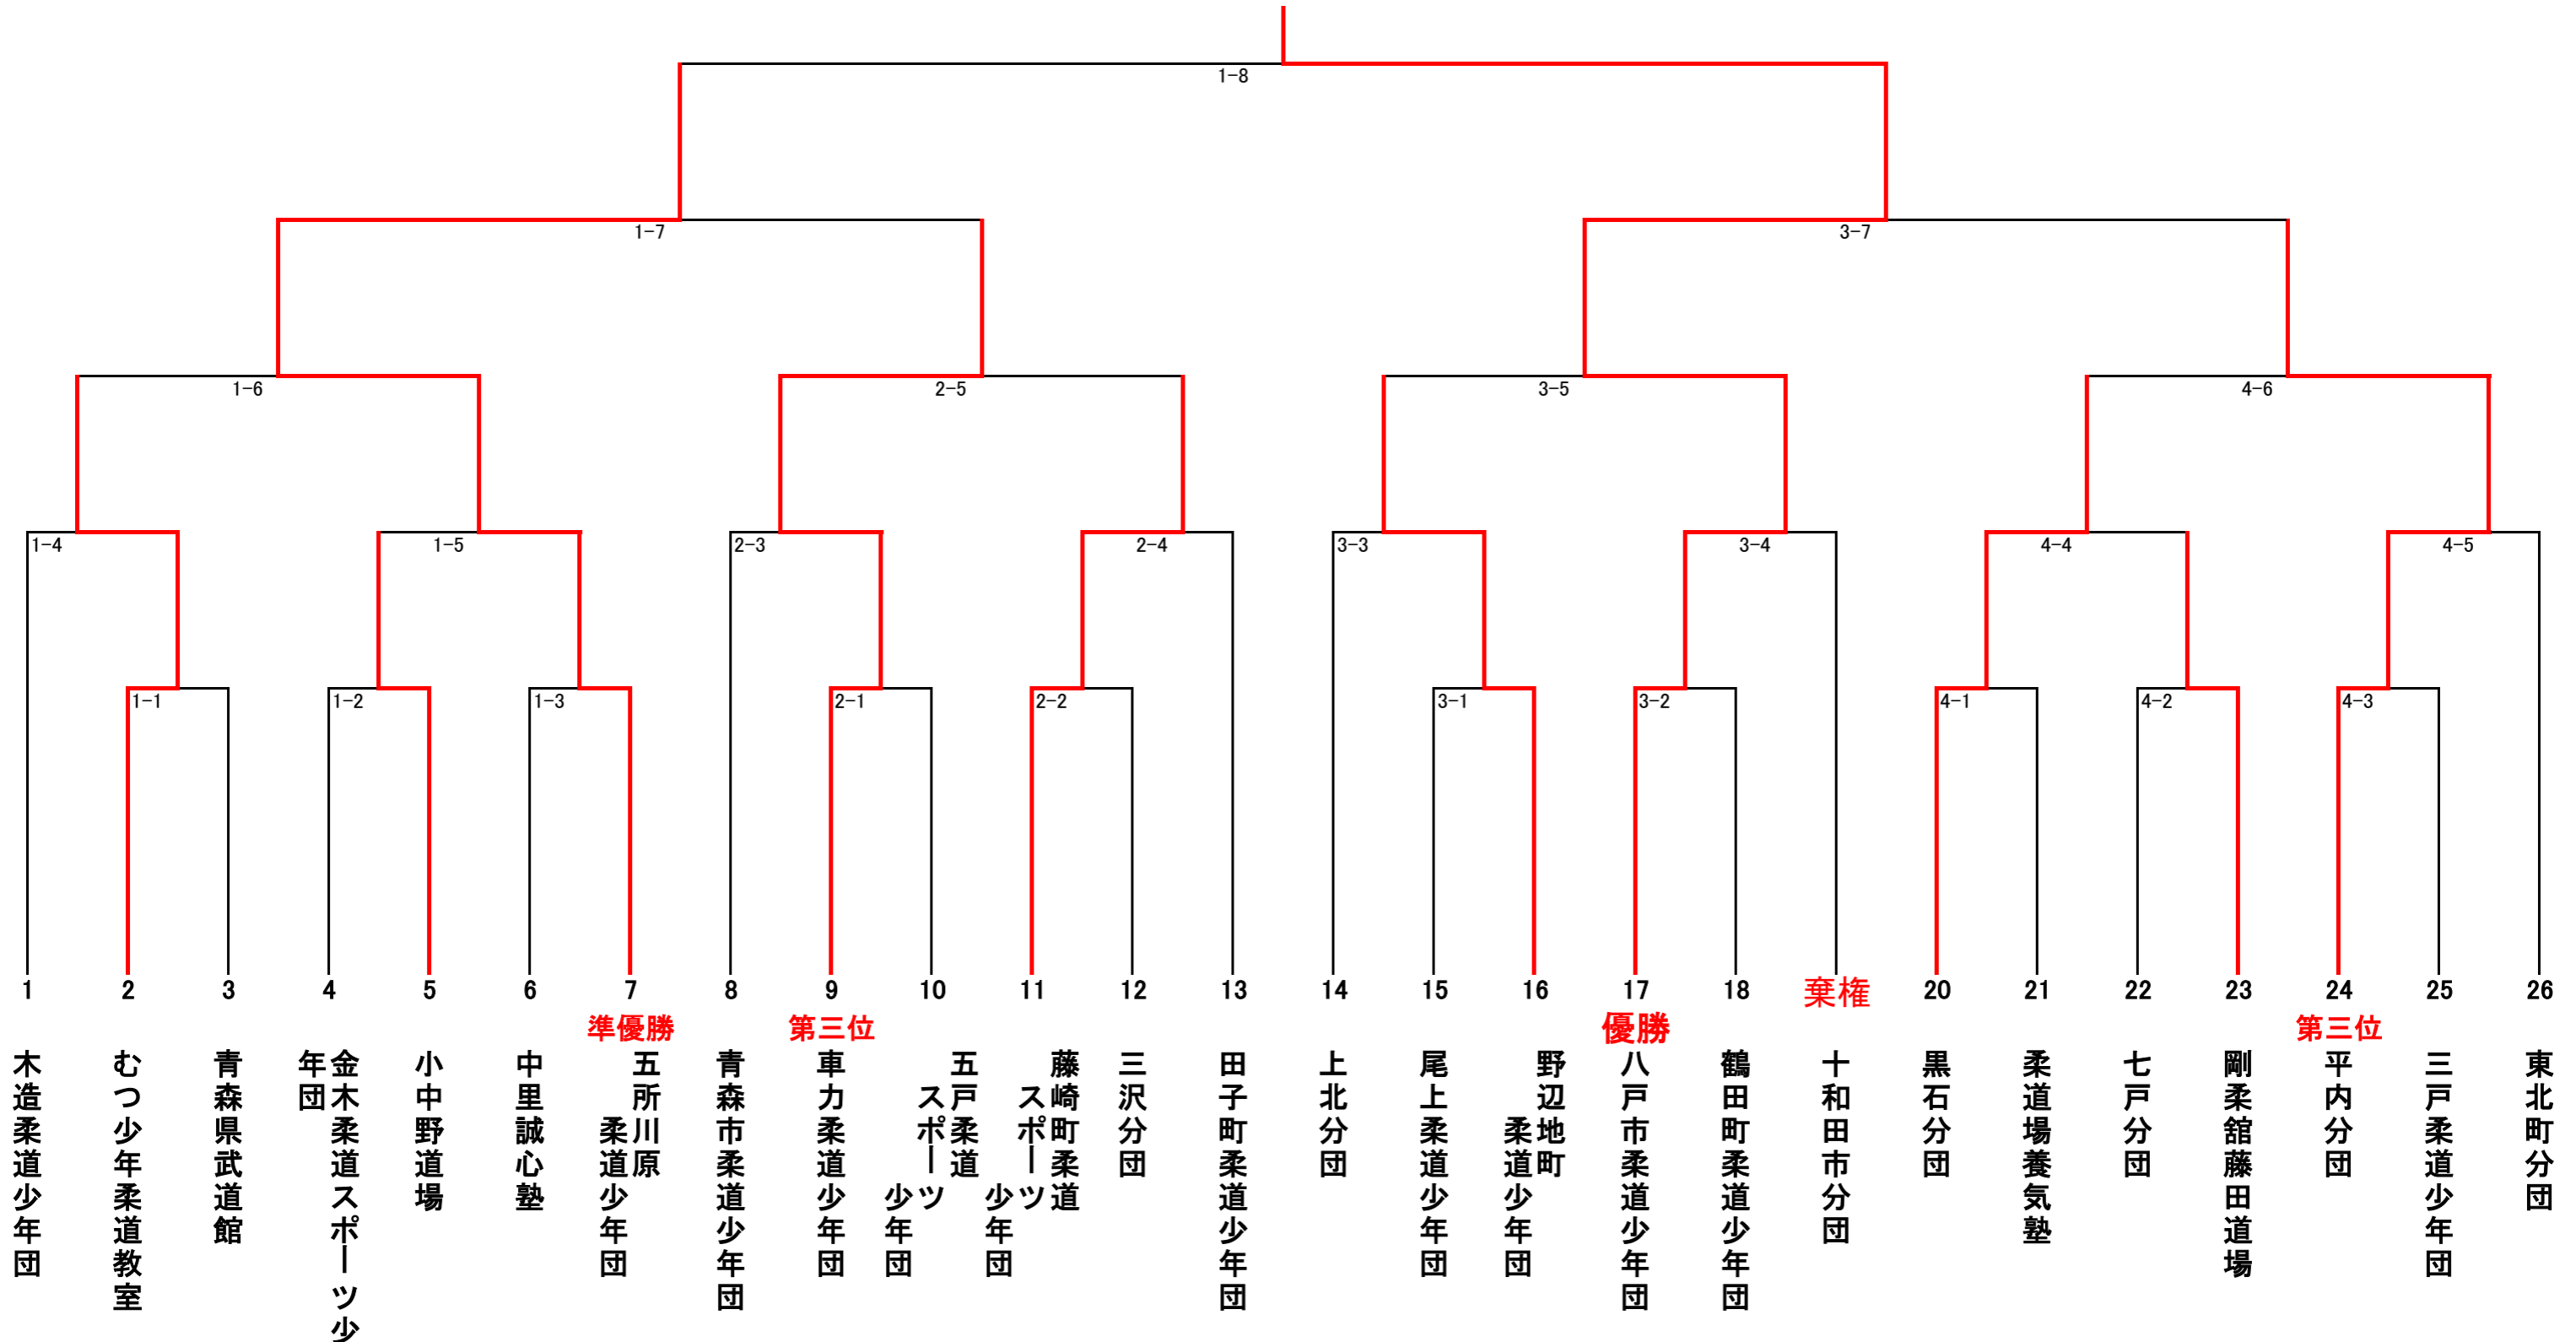 1-8
1-7
3-7
1-6
2-5
3-5
4-6
1-4
1-5
2-3
2-4
3-3
3-4
4-4
4-5
1-1
1-2
1-3
2-1
2-2
3-1
3-2
4-1
4-2
4-3
1
2
3
4
5
6
7
8
9
10
11
12
13
14
15
16
17
18
棄権
20
21
22
23
24
25
26
準優勝
第三位
優勝
第三位
木造柔道少年団
むつ少年柔道教室
青森県武道館
金木柔道スポーツ少
年団
小中野道場
中里誠心塾
五所川原
柔道少年団
青森市柔道少年団
車力柔道少年団
五戸柔道
スポーツ
少年団
藤崎町柔道
スポーツ
少年団
三沢分団
田子町柔道少年団
上北分団
尾上柔道少年団
野辺地町
柔道少年団
八戸市柔道少年団
鶴田町柔道少年団
十和田市分団
黒石分団
柔道場養気塾
七戸分団
剛柔舘藤田道場
平内分団
三戸柔道少年団
東北町分団